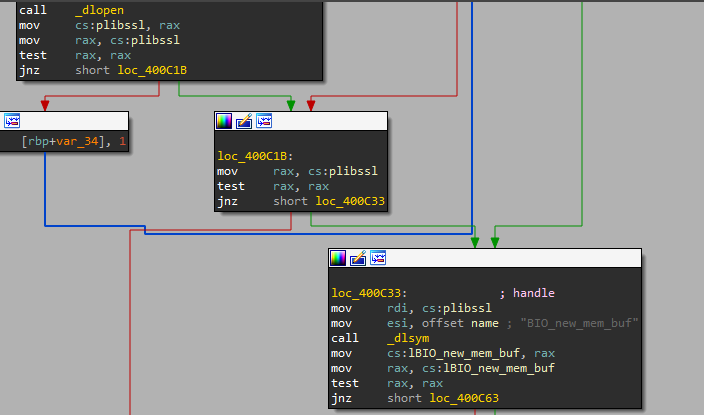 call _dlopen
mov cs:plibssl, rax
mov rax, cs:plibssl
test rax, rax
jnz short loc_400C1B
[rbp+var_34], 1
loc_400C1B:
mov rax, cs:plibssl
test rax, rax
jnz short loc_400C33
loc_400C33: ; handle
mov rdi, cs:plibssl
mov esi, offset name ; "BIO_new_mem_buf"
call _dlsym
mov cs:lBIO_new_mem_buf, rax
mov rax, cs:lBIO_new_mem_buf
test rax, rax
jnz short loc_400C63